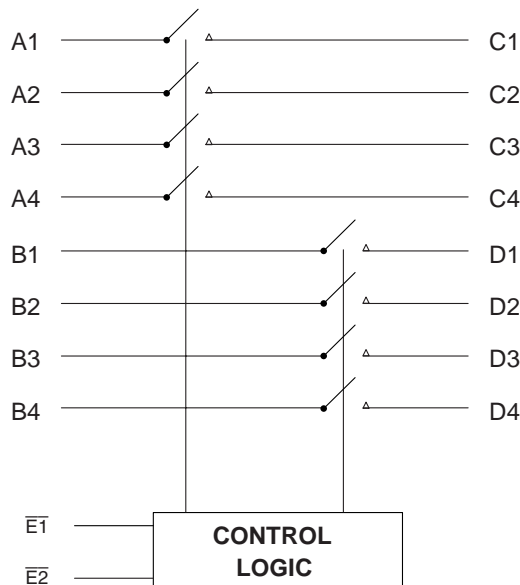 A1 C1
A2 C2
A3 C3
A4 C4
B1 D1
B2 D2
B3 D3
B4 D4
E1̅ CONTROL
E2̅ LOGIC